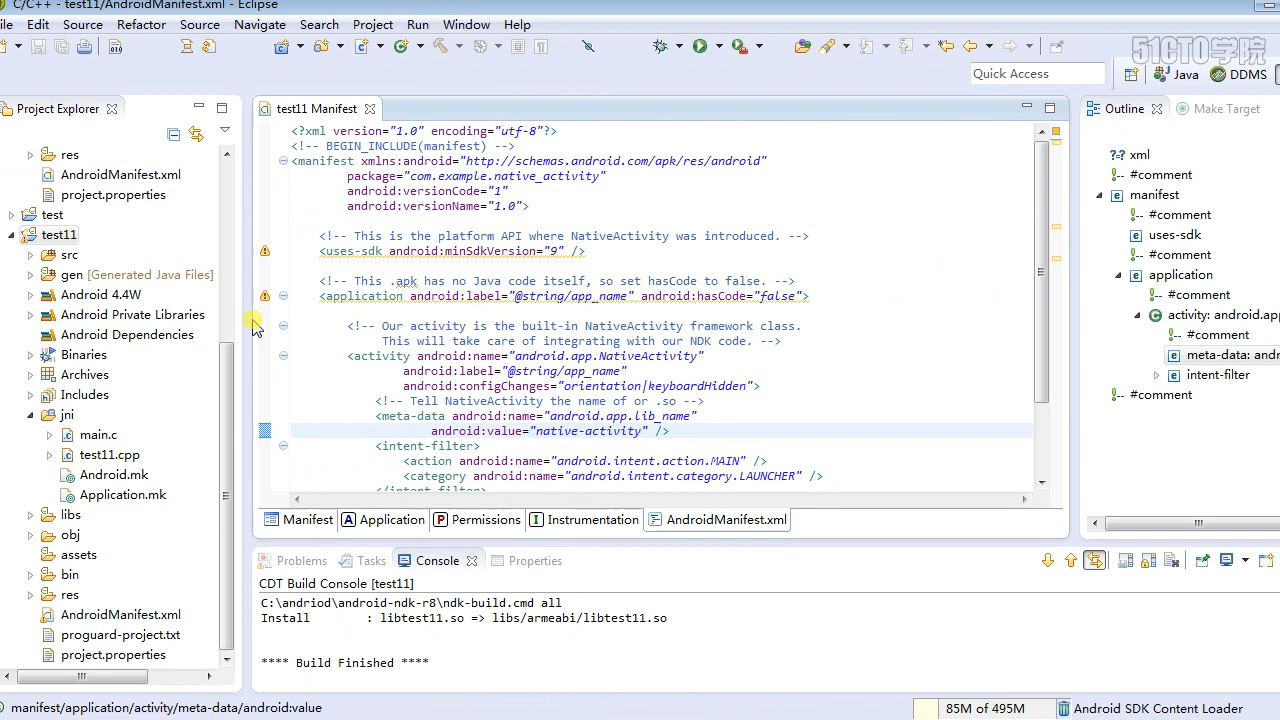 C/C++ - test11/AndroidManifest.xml - Eclipse
Edit Source Refactor Source Navigate Search Project Run Window Help
51CTO学院
Quick Access
Java
DDMS
Project Explorer
res
AndroidManifest.xml
project.properties
test
test11
src
gen [Generated Java Files]
Android 4.4W
Android Private Libraries
Android Dependencies
Binaries
Archives
Includes
jni
main.c
test11.cpp
Android.mk
Application.mk
libs
obj
assets
bin
res
AndroidManifest.xml
proguard-project.txt
project.properties
test11 Manifest
<?xml version="1.0" encoding="utf-8"?>
<!-- BEGIN_INCLUDE(manifest) -->
<manifest xmlns:android="http://schemas.android.com/apk/res/android"
package="com.example.native_activity"
android:versionCode="1"
android:versionName="1.0">
<!-- This is the platform API where NativeActivity was introduced. -->
<uses-sdk android:minSdkVersion="9" />
<!-- This .apk has no Java code itself, so set hasCode to false. -->
<application android:label="@string/app_name" android:hasCode="false">
<!-- Our activity is the built-in NativeActivity framework class.
This will take care of integrating with our NDK code. -->
<activity android:name="android.app.NativeActivity"
android:label="@string/app_name"
android:configChanges="orientation|keyboardHidden">
<!-- Tell NativeActivity the name of or .so -->
<meta-data android:name="android.app.lib_name"
android:value="native-activity" />
<intent-filter>
<action android:name="android.intent.action.MAIN" />
<category android:name="android.intent.category.LAUNCHER" />
</intent-filter>
Manifest
Application
Permissions
Instrumentation
AndroidManifest.xml
Outline
Make Target
xml
#comment
manifest
#comment
uses-sdk
#comment
application
#comment
activity: android.app
#comment
meta-data: and
intent-filter
#comment
Problems
Tasks
Console
Properties
CDT Build Console [test11]
C:\andriod\android-ndk-r8\ndk-build.cmd all
Install : libtest11.so => libs/armeabi/libtest11.so
**** Build Finished ****
manifest/application/activity/meta-data/android:value
85M of 495M
Android SDK Content Loader